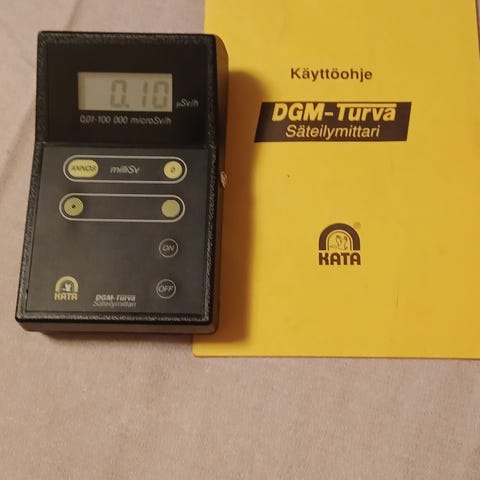 0.10 µSv/h
0,01-100 000 microSv/h
ANNOS milliSv 0
ON
OFF
KATA
DGM-Turva
Säteilymittari
Käyttöohje
DGM-Turva
Säteilymittari
®
KATA